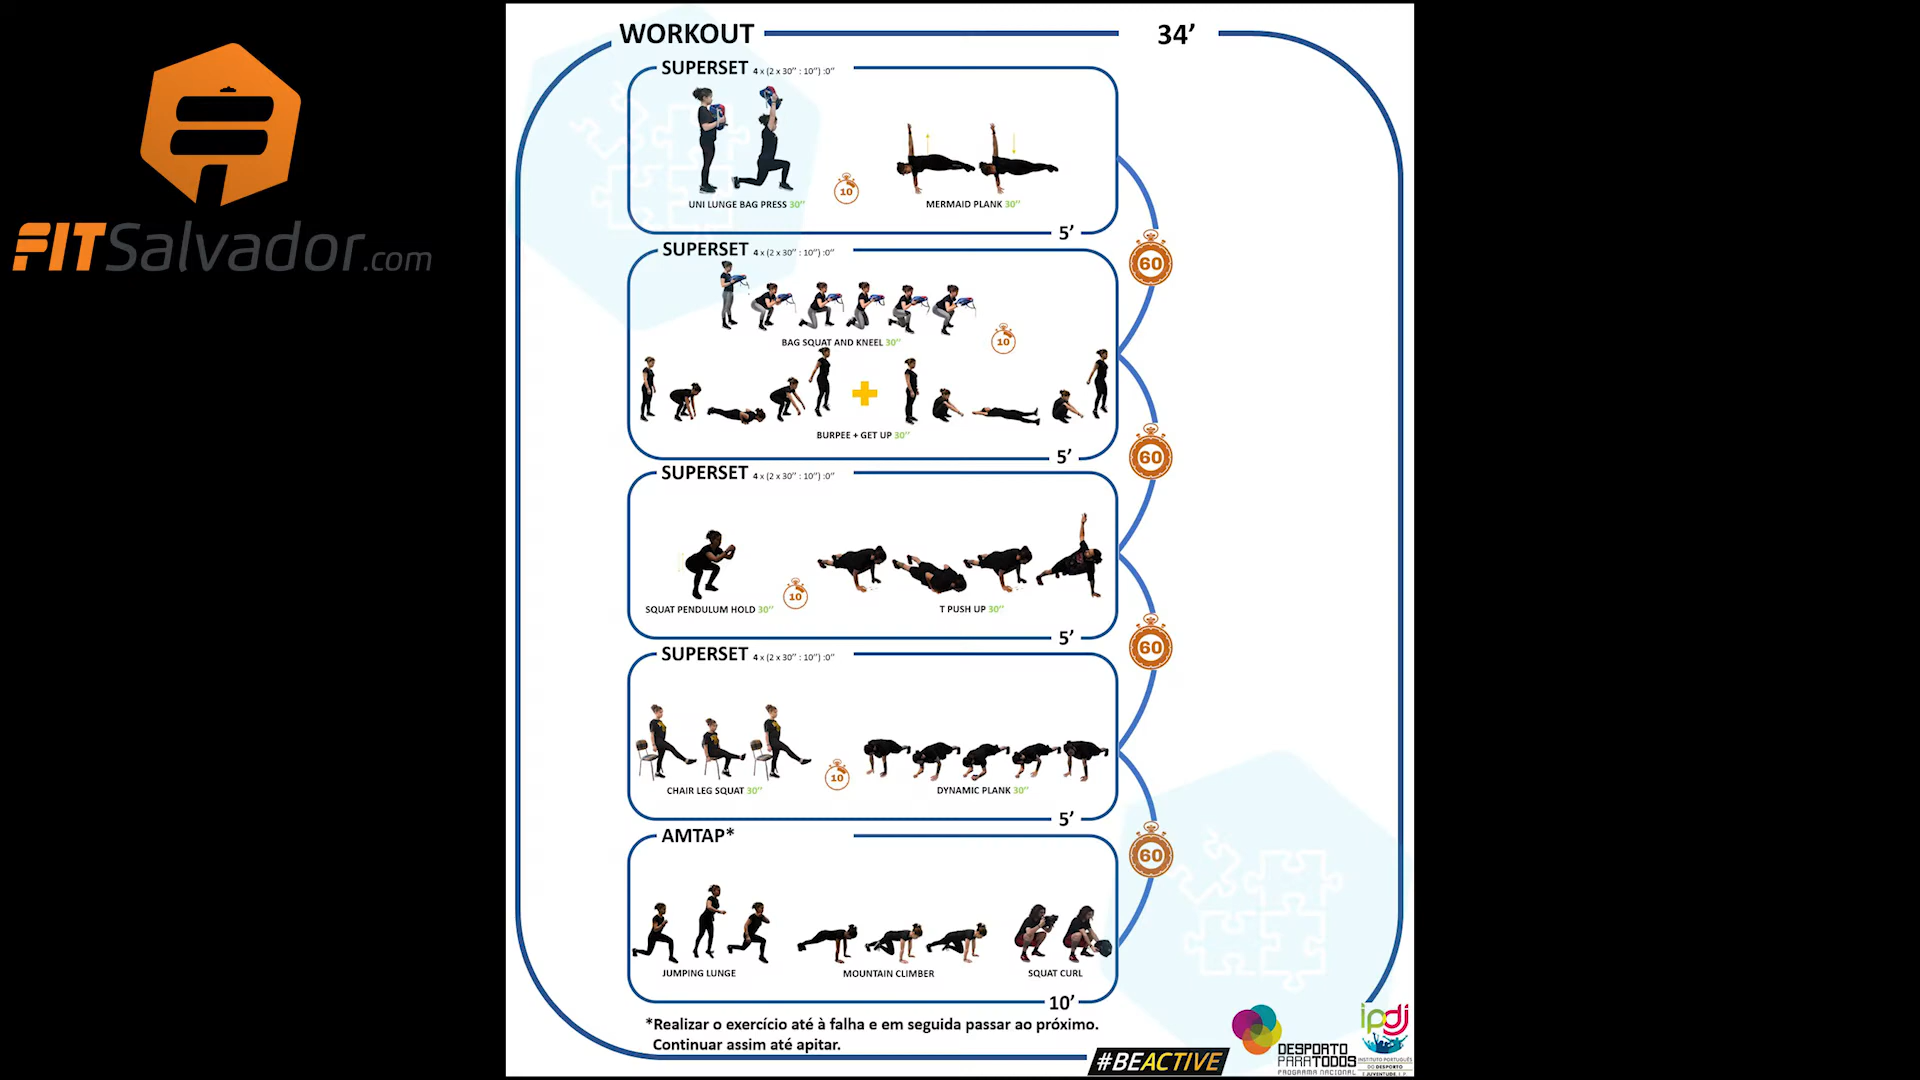 FITSalvador.com
WORKOUT 34’
SUPERSET 4 x (2 x 30’’ : 10’’) :0’’
10
UNI LUNGE BAG PRESS 30’’
MERMAID PLANK 30’’
5’
60
SUPERSET 4 x (2 x 30’’ : 10’’) :0’’
10
BAG SQUAT AND KNEEL 30’’
BURPEE + GET UP 30’’
5’
60
SUPERSET 4 x (2 x 30’’ : 10’’) :0’’
10
SQUAT PENDULUM HOLD 30’’
T PUSH UP 30’’
5’
60
SUPERSET 4 x (2 x 30’’ : 10’’) :0’’
10
CHAIR LEG SQUAT 30’’
DYNAMIC PLANK 30’’
5’
60
AMTAP*
JUMPING LUNGE
MOUNTAIN CLIMBER
SQUAT CURL
10’
*Realizar o exercício até à falha e em seguida passar ao próximo.
Continuar assim até apitar.
#BEACTIVE
DESPORTO
PARATODOS
PROGRAMA NACIONAL
ipdj
INSTITUTO PORTUGUÊS
DO DESPORTO
E JUVENTUDE, I. P.